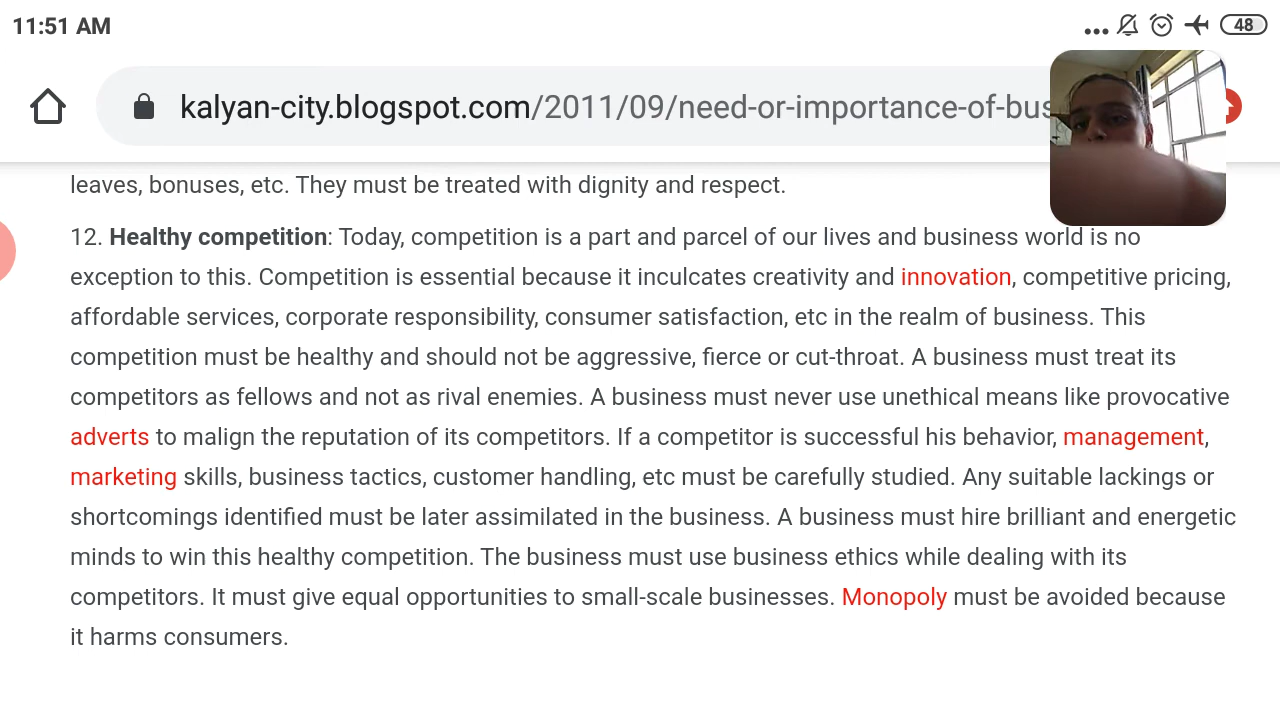 11:51 AM
48
kalyan-city.blogspot.com/2011/09/need-or-importance-of-bus
leaves, bonuses, etc. They must be treated with dignity and respect.
12. Healthy competition: Today, competition is a part and parcel of our lives and business world is no
exception to this. Competition is essential because it inculcates creativity and innovation, competitive pricing,
affordable services, corporate responsibility, consumer satisfaction, etc in the realm of business. This
competition must be healthy and should not be aggressive, fierce or cut-throat. A business must treat its
competitors as fellows and not as rival enemies. A business must never use unethical means like provocative
adverts to malign the reputation of its competitors. If a competitor is successful his behavior, management,
marketing skills, business tactics, customer handling, etc must be carefully studied. Any suitable lackings or
shortcomings identified must be later assimilated in the business. A business must hire brilliant and energetic
minds to win this healthy competition. The business must use business ethics while dealing with its
competitors. It must give equal opportunities to small-scale businesses. Monopoly must be avoided because
it harms consumers.